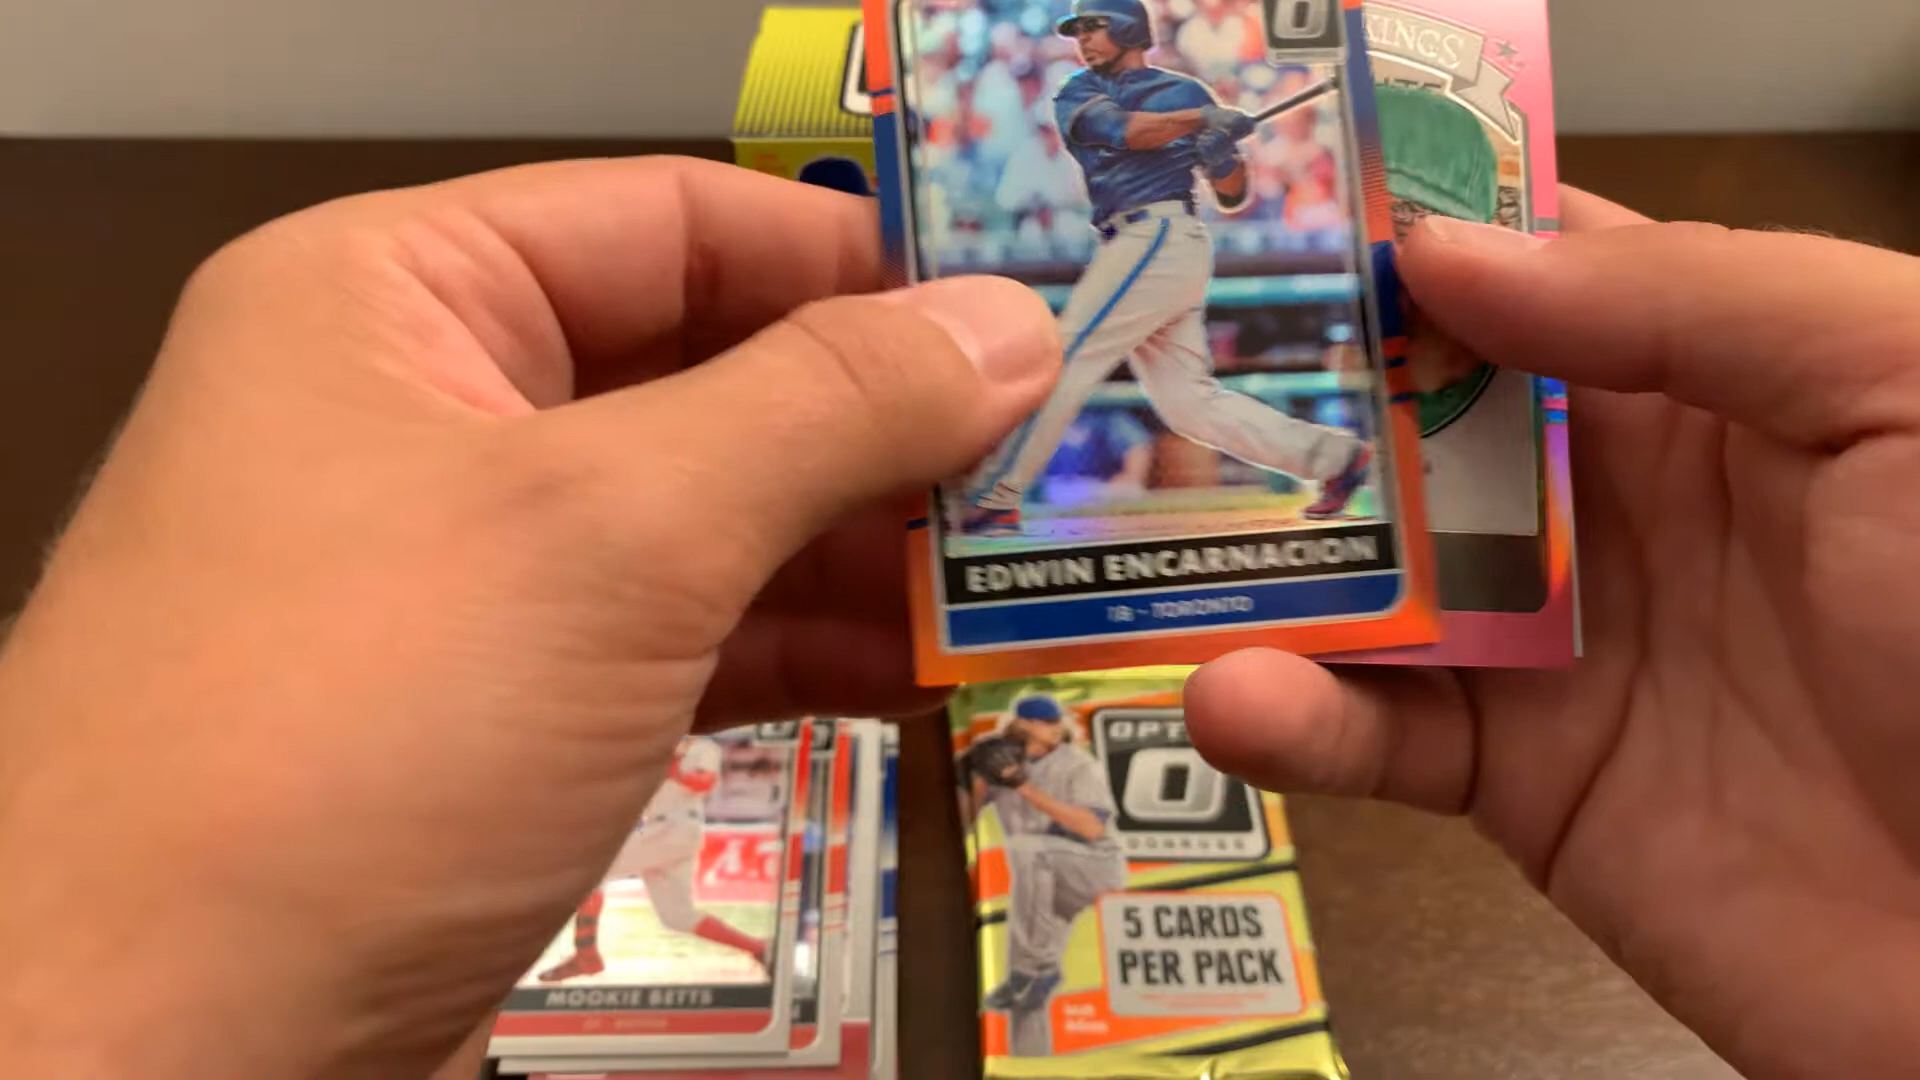 KINGS
EDWIN ENCARNACION
1B - TORONTO
OPT
DONRUSS
5 CARDS
PER PACK
MOOKIE BETTS